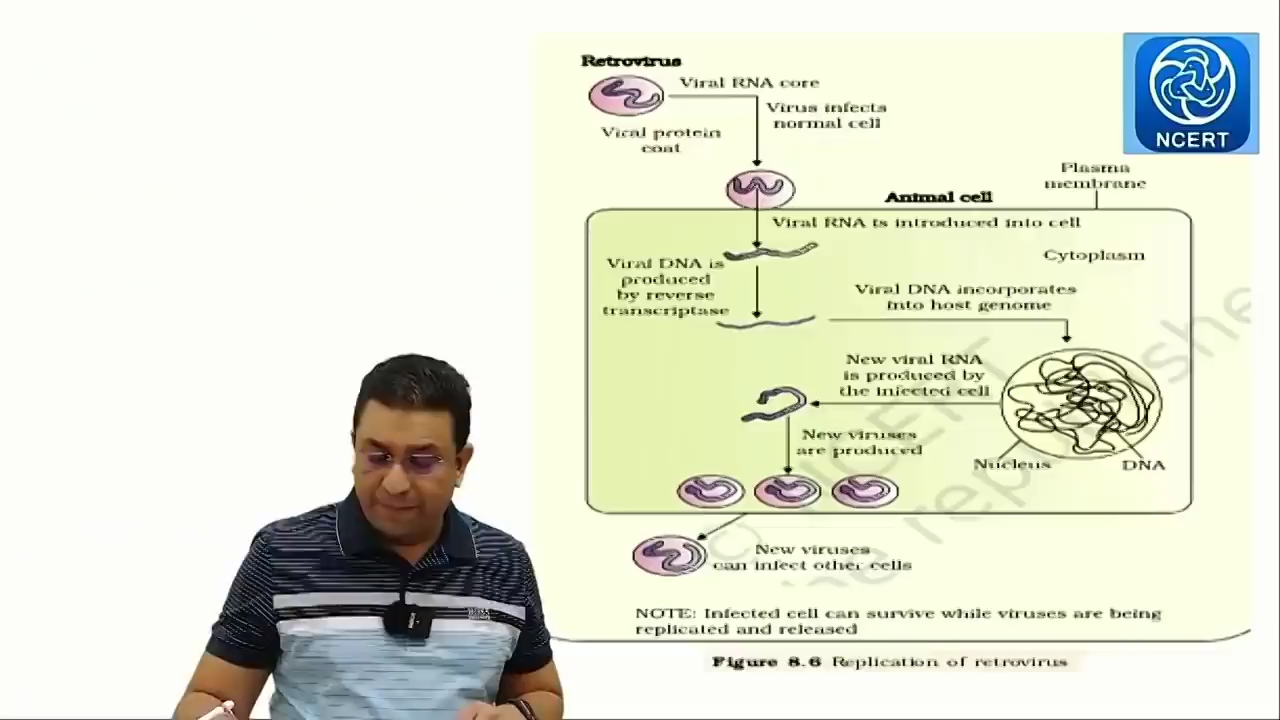 Retrovirus
Viral RNA core
Virus infects
normal cell
Viral protein
coat
NCERT
Plasma
membrane
Animal cell
Viral RNA is introduced into cell
Cytoplasm
Viral DNA is
produced
by reverse
transcriptase
Viral DNA incorporates
into host genome
New viral RNA
is produced by
the infected cell
New viruses
are produced
Nucleus
DNA
New viruses
can infect other cells
NOTE: Infected cell can survive while viruses are being
replicated and released
Figure 8.6 Replication of retrovirus